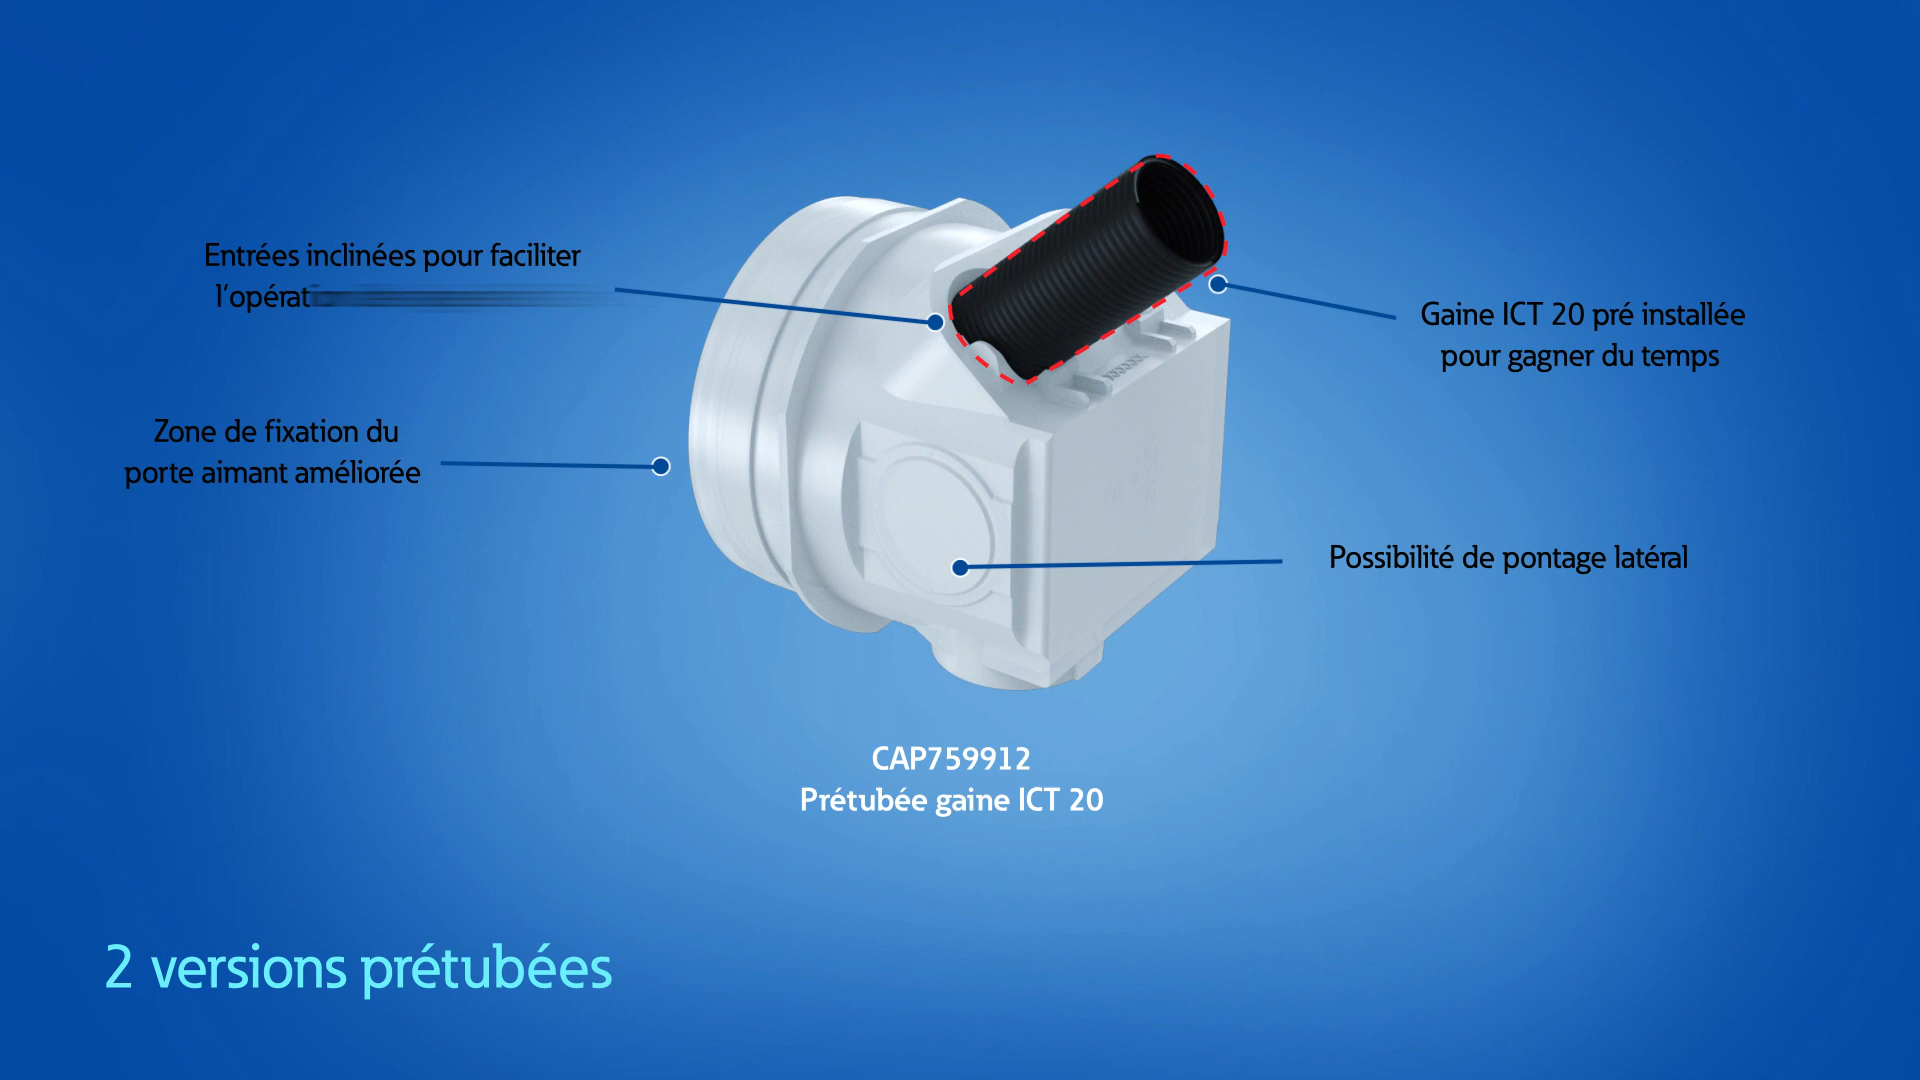 Entrées inclinées pour faciliter
Gaine ICT 20 pré installée
pour gagner du temps
Zone de fixation du
porte aimant améliorée
Possibilité de pontage latéral
CAP759912
Prétubée gaine ICT 20
2 versions prétubées